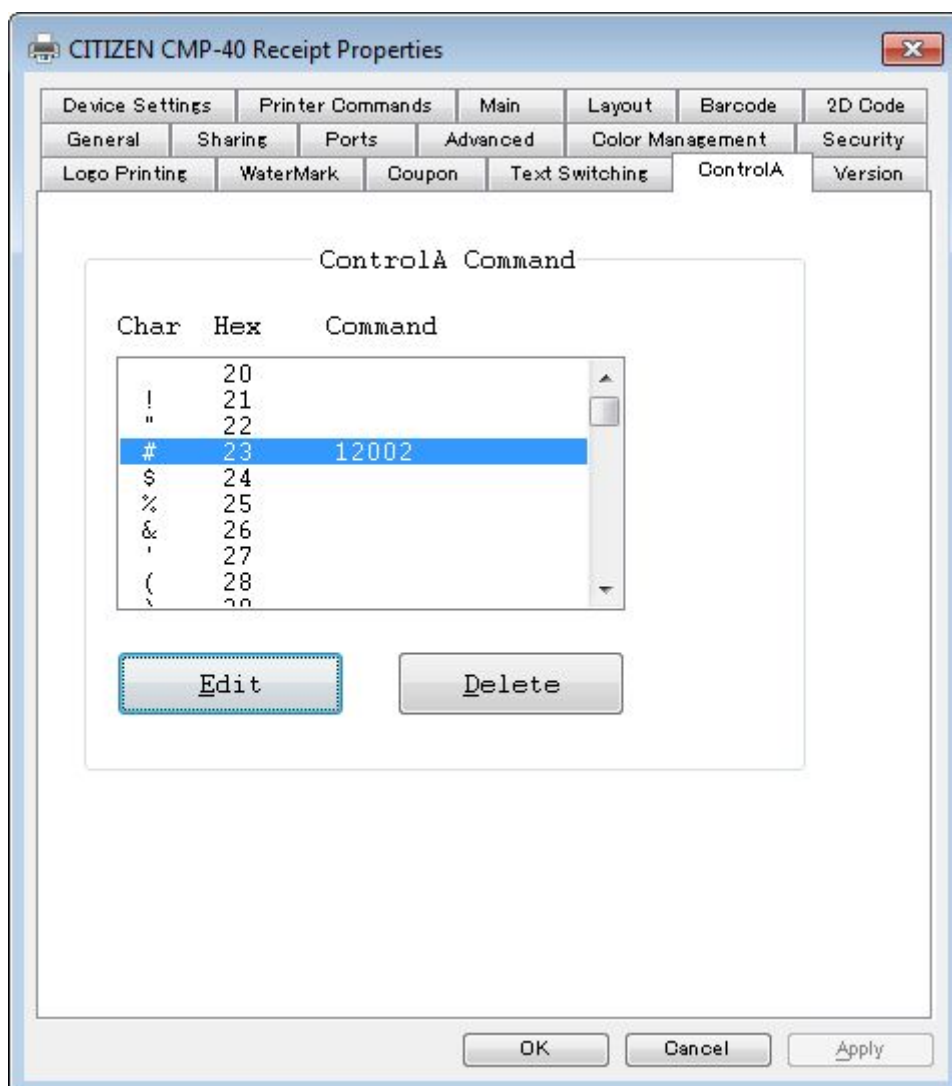 CITIZEN CMP-40 Receipt Properties
Device Settings Printer Commands Main Layout Barcode 2D Code
General Sharing Ports Advanced Color Management Security
Logo Printing WaterMark Coupon Text Switching ControlA Version
ControlA Command
Char Hex Command
20
! 21
" 22
# 23 12002
$ 24
% 25
& 26
' 27
( 28
Edit Delete
OK Cancel Apply